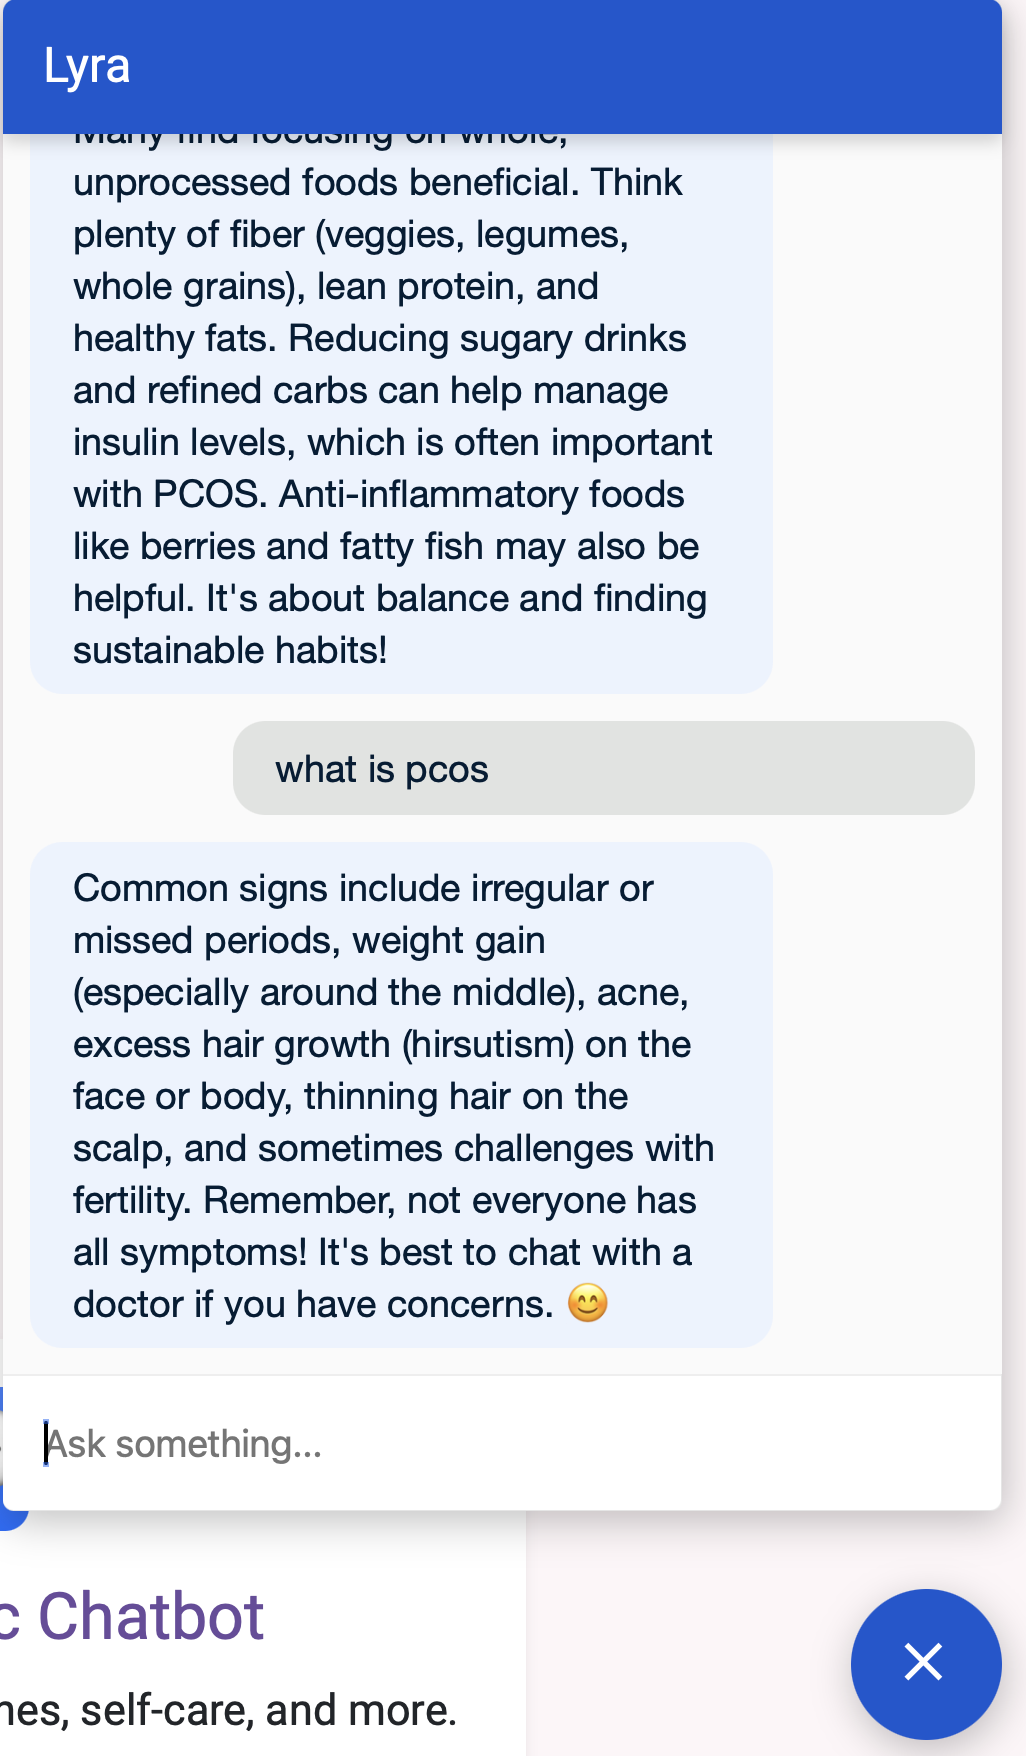 Lyra
Many find focusing on whole,
unprocessed foods beneficial. Think
plenty of fiber (veggies, legumes,
whole grains), lean protein, and
healthy fats. Reducing sugary drinks
and refined carbs can help manage
insulin levels, which is often important
with PCOS. Anti-inflammatory foods
like berries and fatty fish may also be
helpful. It's about balance and finding
sustainable habits!
what is pcos
Common signs include irregular or
missed periods, weight gain
(especially around the middle), acne,
excess hair growth (hirsutism) on the
face or body, thinning hair on the
scalp, and sometimes challenges with
fertility. Remember, not everyone has
all symptoms! It's best to chat with a
doctor if you have concerns. 😊
Ask something...
c Chatbot
nes, self-care, and more.